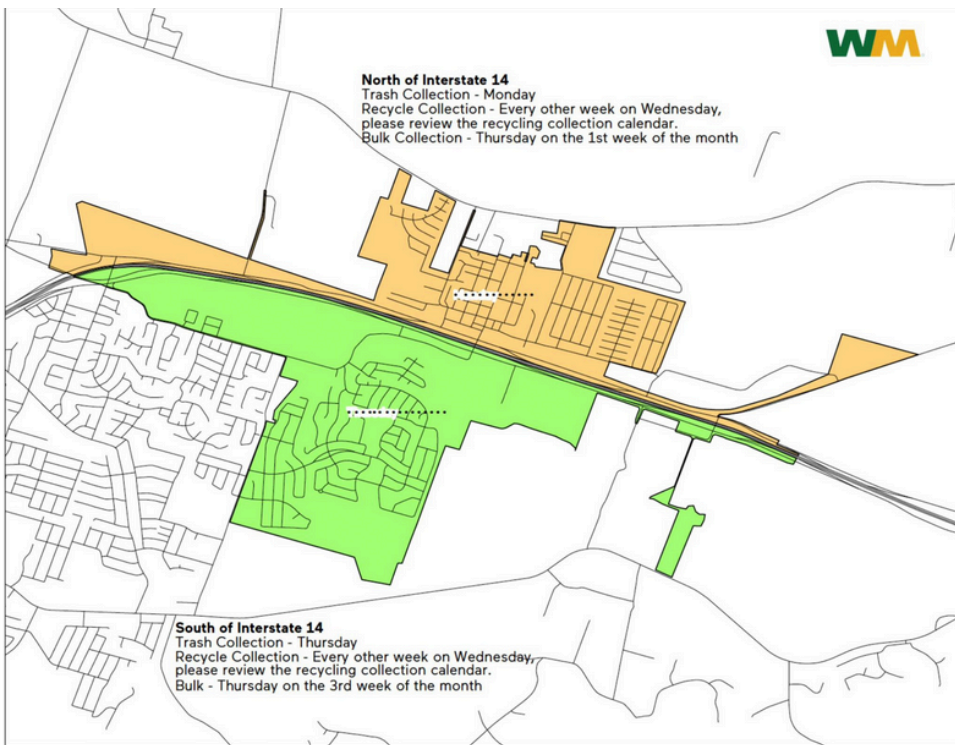 WM
North of Interstate 14
Trash Collection - Monday
Recycle Collection - Every other week on Wednesday,
please review the recycling collection calendar.
Bulk Collection - Thursday on the 1st week of the month
South of Interstate 14
Trash Collection - Thursday
Recycle Collection - Every other week on Wednesday,
please review the recycling collection calendar.
Bulk - Thursday on the 3rd week of the month